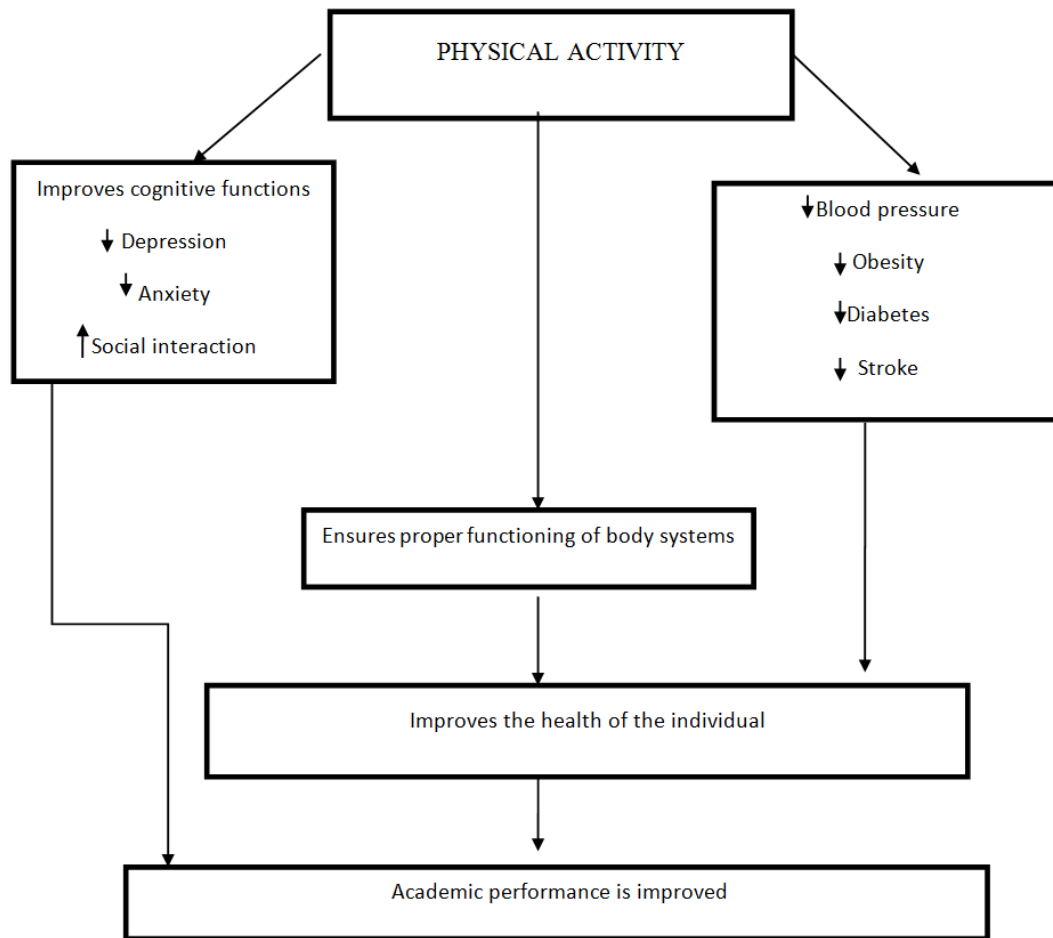 PHYSICAL ACTIVITY
Improves cognitive functions
↓ Depression
↓ Anxiety
↑ Social interaction
↓ Blood pressure
↓ Obesity
↓ Diabetes
↓ Stroke
Ensures proper functioning of body systems
Improves the health of the individual
Academic performance is improved